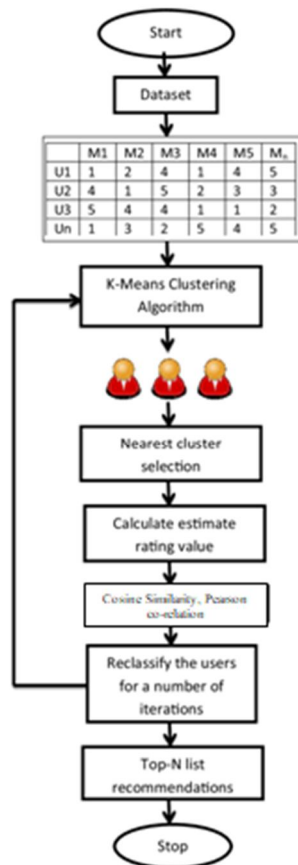 Start
Dataset
M1 M2 M3 M4 M5 Mn
U1 1 2 4 1 4 5
U2 4 1 5 2 3 3
U3 5 4 4 1 1 2
Un 1 3 2 5 4 5
K-Means Clustering
Algorithm
Nearest cluster
selection
Calculate estimate
rating value
Cosine Similarity, Pearson
co-relation
Reclassify the users
for a number of
iterations
Top-N list
recommendations
Stop